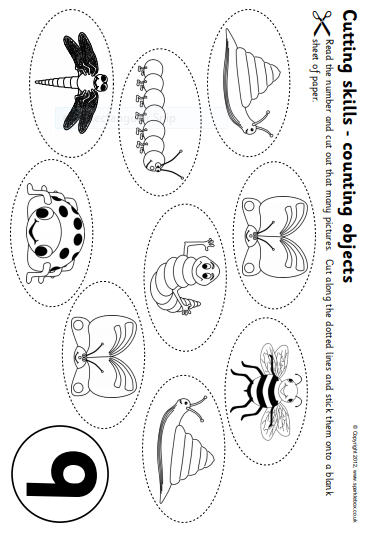 Cutting skills - counting objects
Read the number and cut out that many pictures. Cut along the dotted lines and stick them onto a blank
sheet of paper.
9
© Copyright 2012, www.sparklebox.co.uk